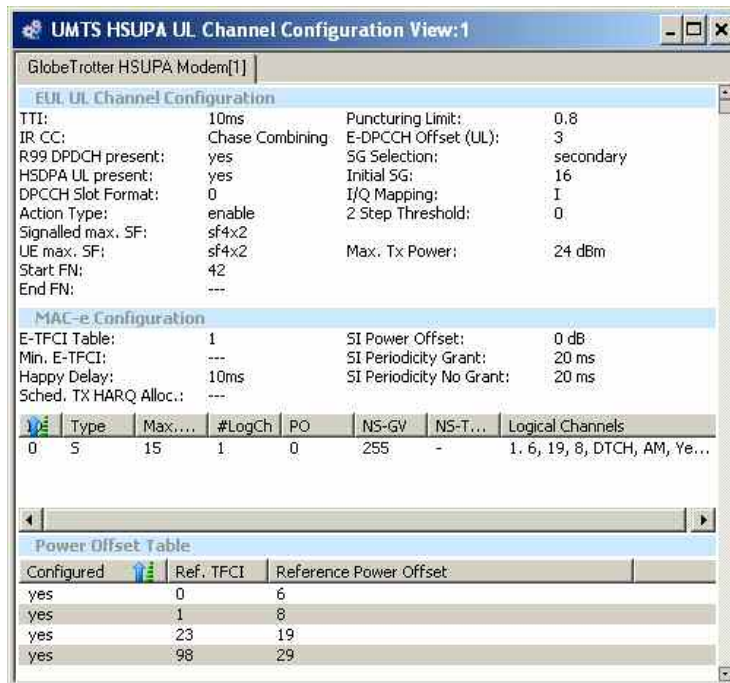 UMTS HSUPA UL Channel Configuration View:1
GlobeTrotter HSUPA Modem[1]
EUL UL Channel Configuration
TTI: 10ms Puncturing Limit: 0.8
IR CC: Chase Combining E-DPCCH Offset (UL): 3
R99 DPDCH present: yes SG Selection: secondary
HSDPA UL present: yes Initial SG: 16
DPCCH Slot Format: 0 I/Q Mapping: I
Action Type: enable 2 Step Threshold: 0
Signalled max. SF: sf4x2
UE max. SF: sf4x2 Max. Tx Power: 24 dBm
Start FN: 42
End FN: ---
MAC-e Configuration
E-TFCI Table: 1 SI Power Offset: 0 dB
Min. E-TFCI: --- SI Periodicity Grant: 20 ms
Happy Delay: 10ms SI Periodicity No Grant: 20 ms
Sched. TX HARQ Alloc.: ---
Type Max.... #LogCh PO NS-GV NS-T... Logical Channels
0 S 15 1 0 255 - 1. 6, 19, 8, DTCH, AM, Ye...
Power Offset Table
Configured Ref. TFCI Reference Power Offset
yes 0 6
yes 1 8
yes 23 19
yes 98 29